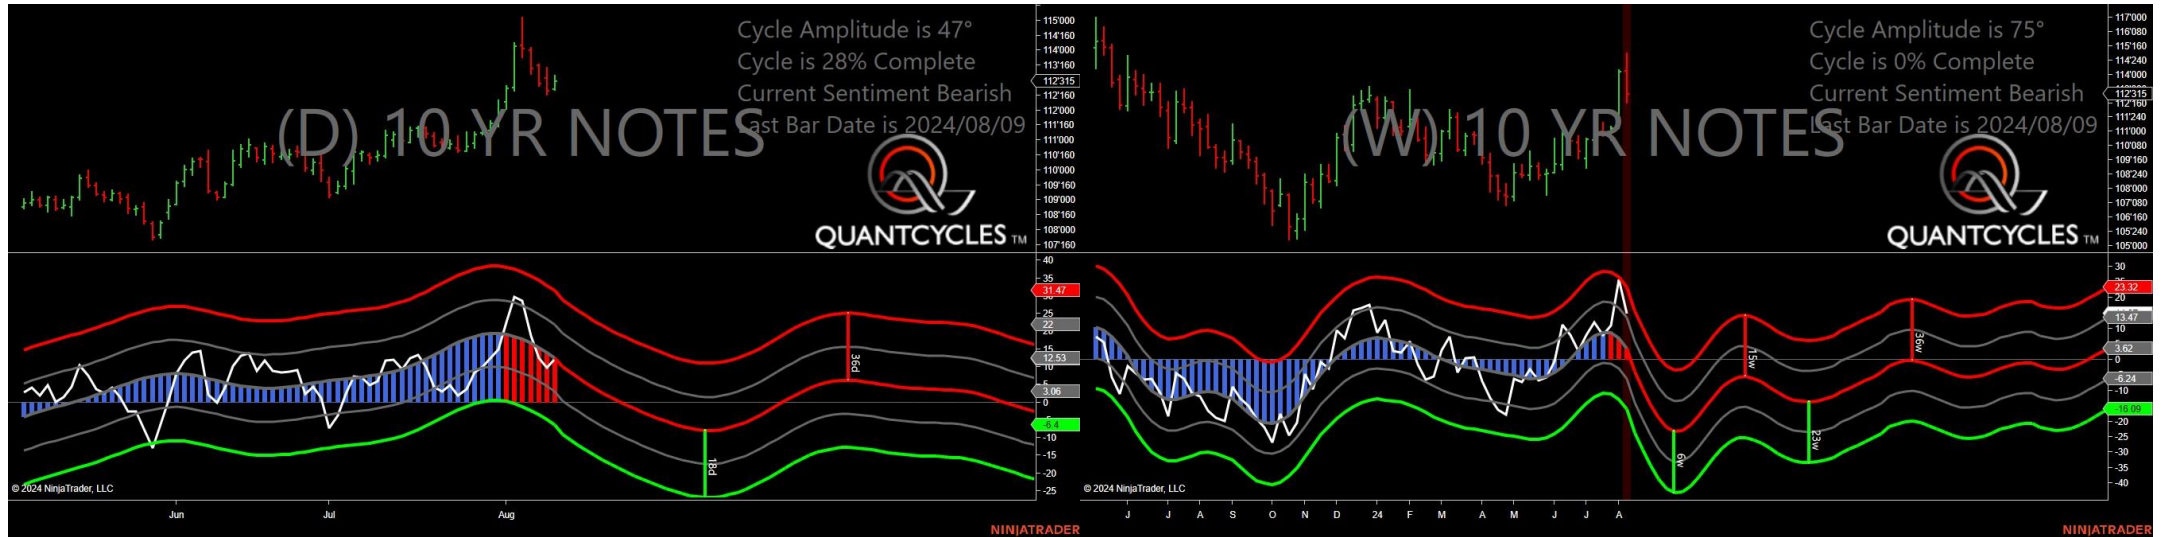 Cycle Amplitude is 47°
Cycle is 28% Complete
Current Sentiment Bearish
Last Bar Date is 2024/08/09
(D) 10 YR NOTES
QUANTCYCLES TM
115'000
114'160
114'000
113'160
112'315
112'160
112'000
111'160
111'000
110'160
110'000
109'160
109'000
108'160
108'000
107'160
40
35
31.47
25
22
15
12.53
10
5
3.06
0
-6.4
-10
-15
-20
-25
36d
18d
© 2024 NinjaTrader, LLC
Jun
Jul
Aug
NINJATRADER
Cycle Amplitude is 75°
Cycle is 0% Complete
Current Sentiment Bearish
Last Bar Date is 2024/08/09
(W) 10 YR NOTES
QUANTCYCLES TM
117'000
116'080
115'160
114'240
114'000
112'315
112'160
111'240
111'000
110'080
109'160
108'240
108'000
107'080
106'160
105'240
105'000
30
23.32
20
13.47
10
3.62
0
-6.24
-10
-16.09
-20
-25
-30
-35
-40
15w
36w
6w
23w
© 2024 NinjaTrader, LLC
J
J
A
S
O
N
D
24
F
M
A
M
J
J
A
NINJATRADER